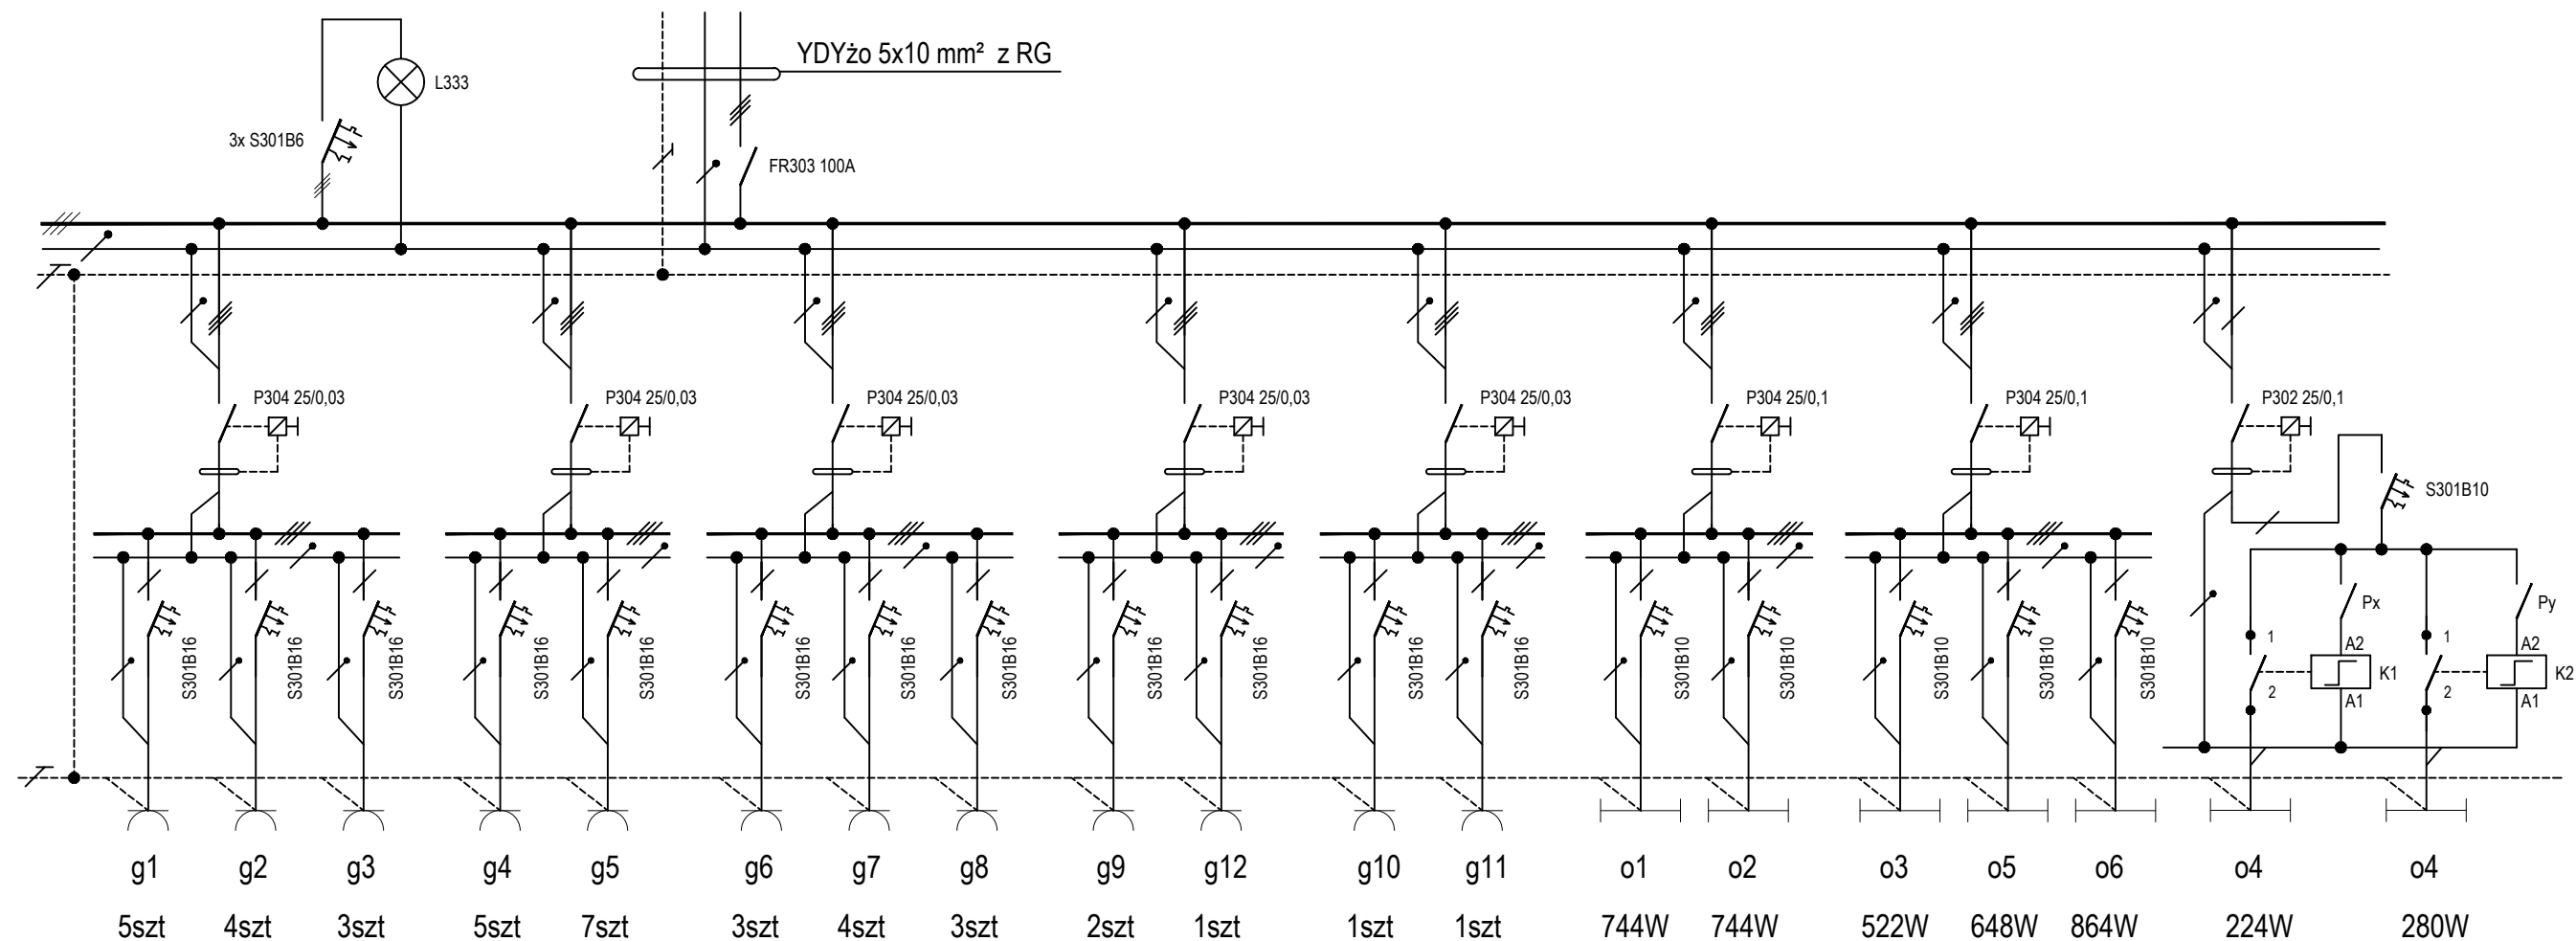 YDYżo 5x10 mm² z RG
L333
3x S301B6
FR303 100A
P304 25/0,03
P304 25/0,03
P304 25/0,03
P304 25/0,03
P304 25/0,03
P304 25/0,1
P304 25/0,1
P302 25/0,1
S301B10
S301B16
S301B16
S301B16
S301B16
S301B16
S301B16
S301B16
S301B16
S301B16
S301B16
S301B16
S301B16
S301B10
S301B10
S301B10
S301B10
S301B10
Px
Py
1
A2
1
A2
K1
K2
2
A1
2
A1
g1 g2 g3 g4 g5 g6 g7 g8 g9 g12 g10 g11 o1 o2 o3 o5 o6 o4 o4
5szt 4szt 3szt 5szt 7szt 3szt 4szt 3szt 2szt 1szt 1szt 1szt 744W 744W 522W 648W 864W 224W 280W